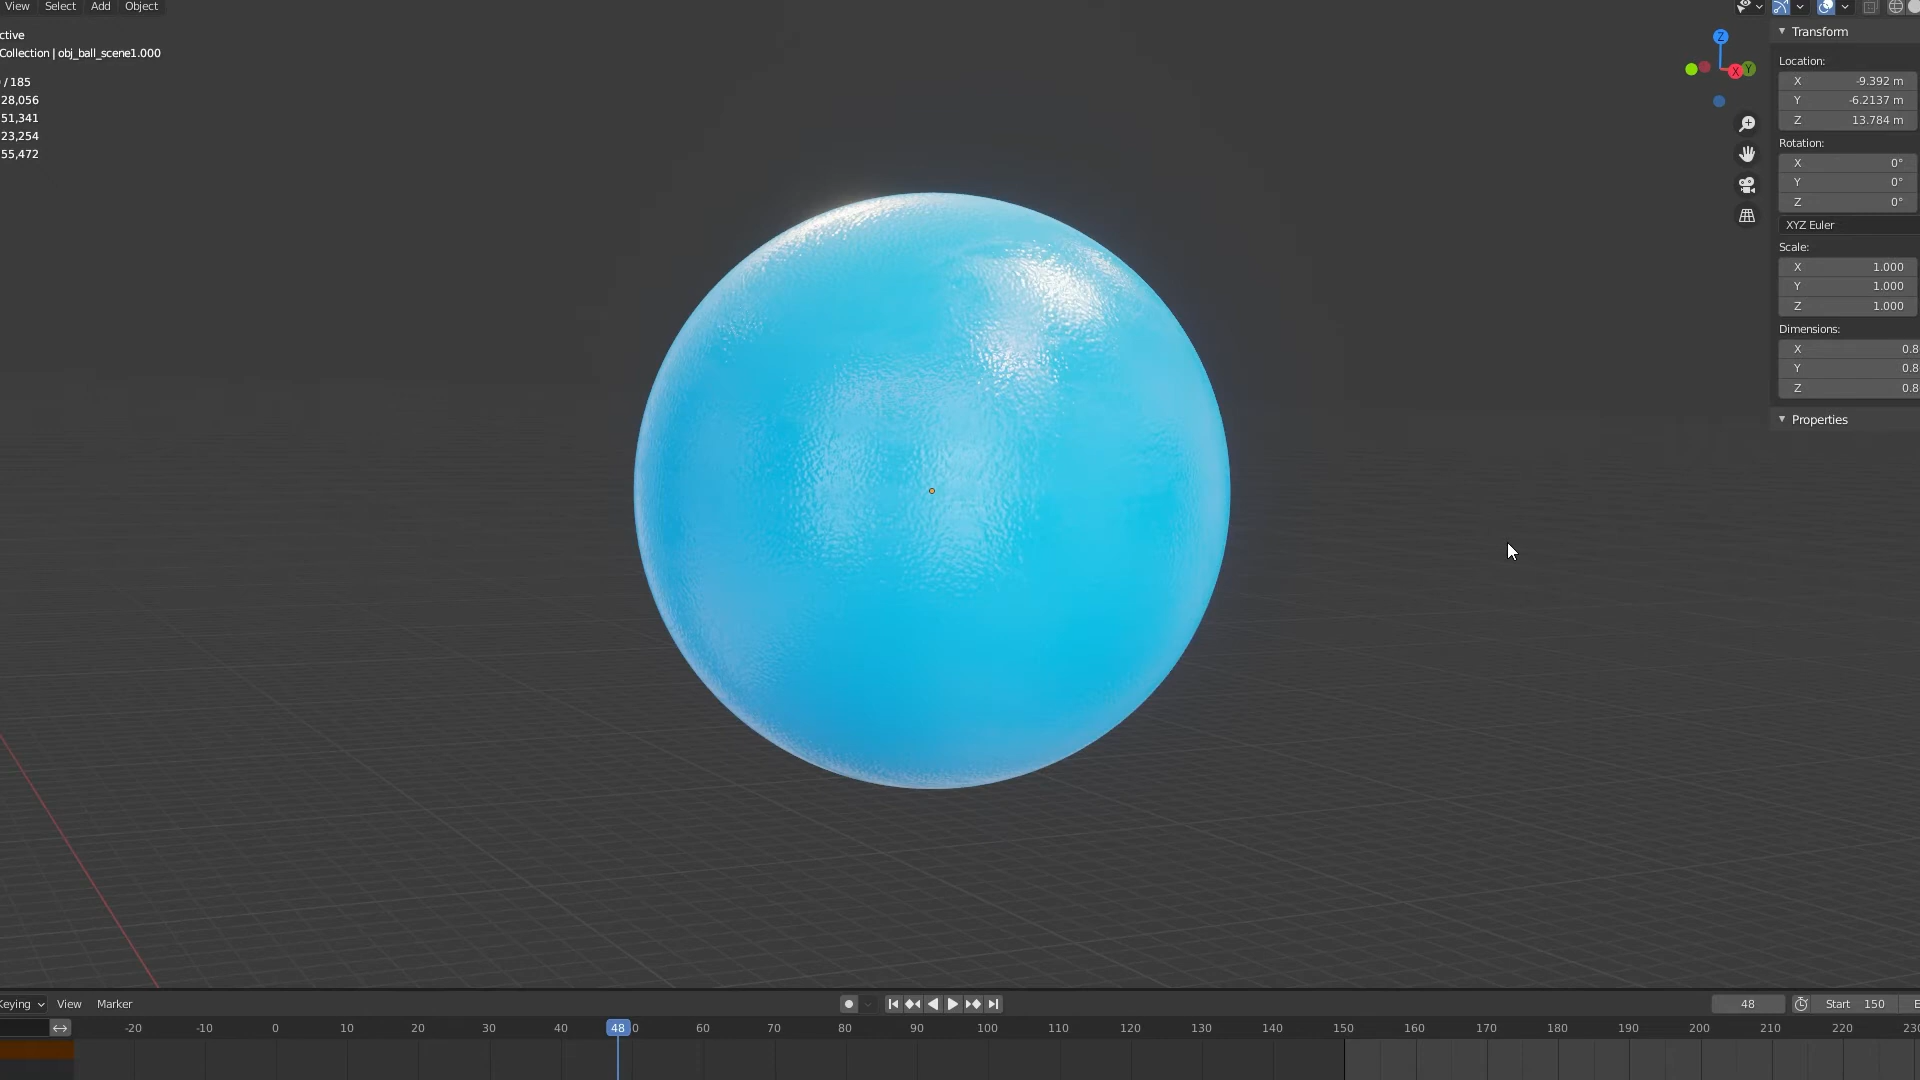 View Select Add Object
ctive
Collection | obj_ball_scene1.000
/ 185
28,056
51,341
23,254
55,472
Z
X
Y
Transform
Location:
X -9.392 m
Y -6.2137 m
Z 13.784 m
Rotation:
X 0°
Y 0°
Z 0°
XYZ Euler
Scale:
X 1.000
Y 1.000
Z 1.000
Dimensions:
X 0.8
Y 0.8
Z 0.8
Properties
Keying View Marker
48 Start 150 E
-20 -10 0 10 20 30 40 48 0 60 70 80 90 100 110 120 130 140 150 160 170 180 190 200 210 220 230